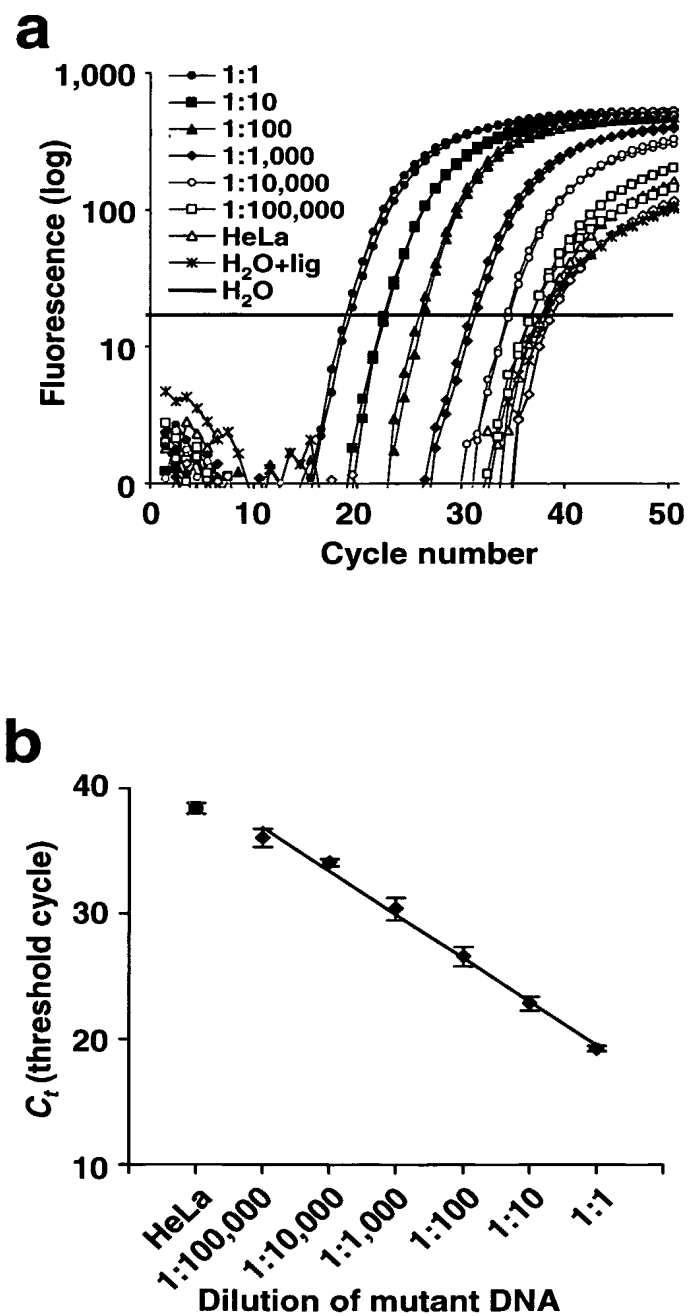 a
1,000
100
10
0
Fluorescence (log)
1:1
1:10
1:100
1:1,000
1:10,000
1:100,000
HeLa
H₂O+lig
H₂O
0
10
20
30
40
50
Cycle number
b
40
30
20
10
Cₜ (threshold cycle)
HeLa
1:100,000
1:10,000
1:1,000
1:100
1:10
1:1
Dilution of mutant DNA